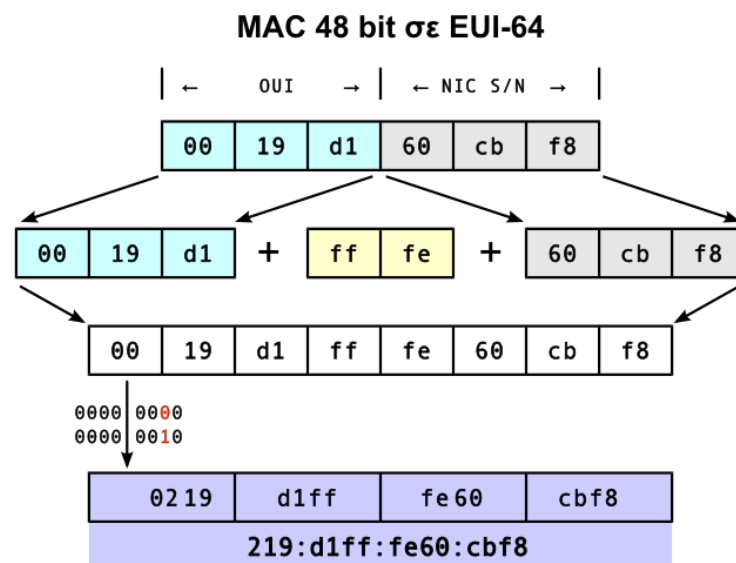 MAC 48 bit σε EUI-64
← OUI → ← NIC S/N →
00 19 d1 60 cb f8
00 19 d1 + ff fe + 60 cb f8
00 19 d1 ff fe 60 cb f8
0000 0000
0000 0010
0219 d1ff fe60 cbf8
219:d1ff:fe60:cbf8